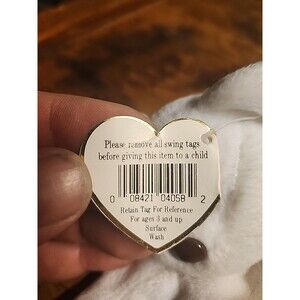 Please remove all swing tags
before giving this item to a child
0 08421 04058 2
Retain Tag For Reference
For ages 3 and up
Surface
Wash